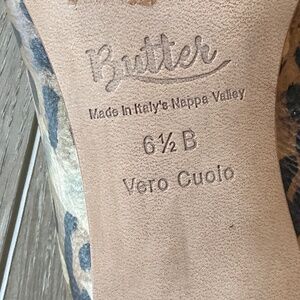 Butter
Made In Italy's Nappa Valley
6½ B
Vero Cuoio